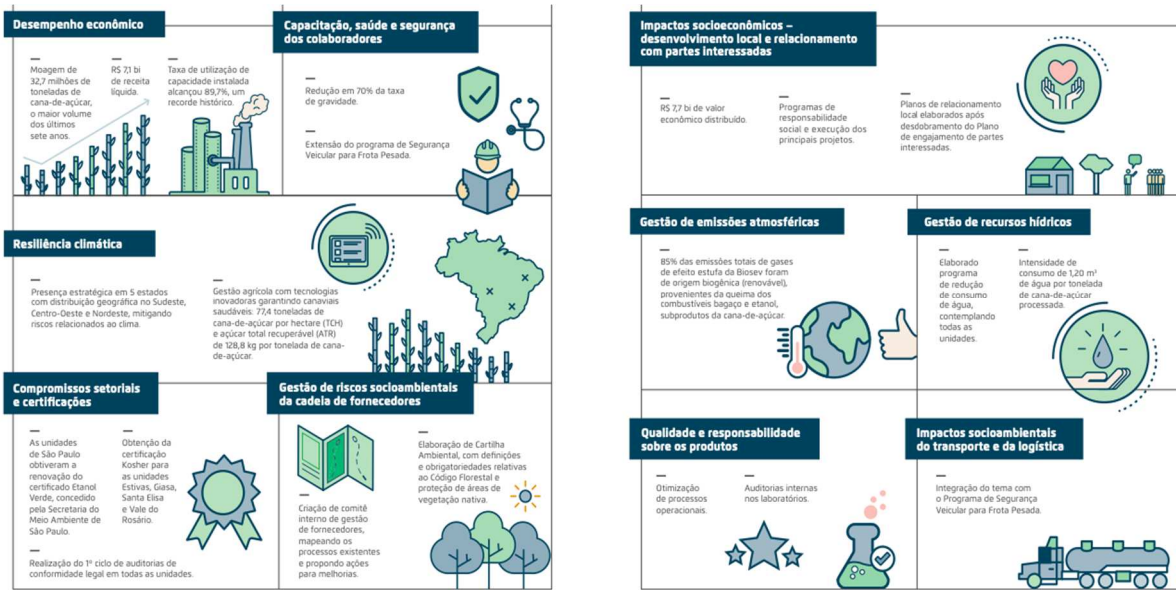 Desempenho econômico
Moagem de
32,7 milhões de
toneladas de
cana-de-açúcar,
o maior volume
dos últimos
sete anos.
R$ 7,1 bi
de receita
líquida.
Taxa de utilização de
capacidade instalada
alcançou 89,7%, um
recorde histórico.
Capacitação, saúde e segurança
dos colaboradores
Redução em 70% da taxa
de gravidade.
Extensão do programa de Segurança
Veicular para Frota Pesada.
Resiliência climática
Presença estratégica em 5 estados
com distribuição geográfica no Sudeste,
Centro-Oeste e Nordeste, mitigando
riscos relacionados ao clima.
Gestão agrícola com tecnologias
inovadoras garantindo canaviais
saudáveis: 77,4 toneladas de
cana-de-açúcar por hectare (TCH)
e açúcar total recuperável (ATR)
de 128,8 kg por tonelada de cana-
de-açúcar.
Compromissos setoriais
e certificações
As unidades
de São Paulo
obtiveram a
renovação do
certificado Etanol
Verde, concedido
pela Secretaria do
Meio Ambiente de
São Paulo.
Obtenção da
certificação
Kosher para
as unidades
Estivas, Giasa,
Santa Elisa
e Vale do
Rosário.
Realização do 1º ciclo de auditorias de
conformidade legal em todas as unidades.
Gestão de riscos socioambientais
da cadeia de fornecedores
Criação de comitê
interno de gestão
de fornecedores,
mapeando os
processos existentes
e propondo ações
para melhorias.
Elaboração de Cartilha
Ambiental, com definições
e obrigatoriedades relativas
ao Código Florestal e
proteção de áreas de
vegetação nativa.
Impactos socioeconômicos –
desenvolvimento local e relacionamento
com partes interessadas
R$ 7,7 bi de valor
econômico distribuído.
Programas de
responsabilidade
social e execução dos
principais projetos.
Planos de relacionamento
local elaborados após
desdobramento do Plano
de engajamento de partes
interessadas.
Gestão de emissões atmosféricas
85% das emissões totais de gases
de efeito estufa da Biosev foram
de origem biogênica (renovável),
provenientes da queima dos
combustíveis bagaço e etanol,
subprodutos da cana-de-açúcar.
Gestão de recursos hídricos
Elaborado
programa
de redução
de consumo
de água,
contemplando
todas as
unidades.
Intensidade de
consumo de 1,20 m³
de água por tonelada
de cana-de-açúcar
processada.
Qualidade e responsabilidade
sobre os produtos
Otimização
de processos
operacionais.
Auditorias internas
nos laboratórios.
Impactos socioambientais
do transporte e da logística
Integração do tema com
o Programa de Segurança
Veicular para Frota Pesada.